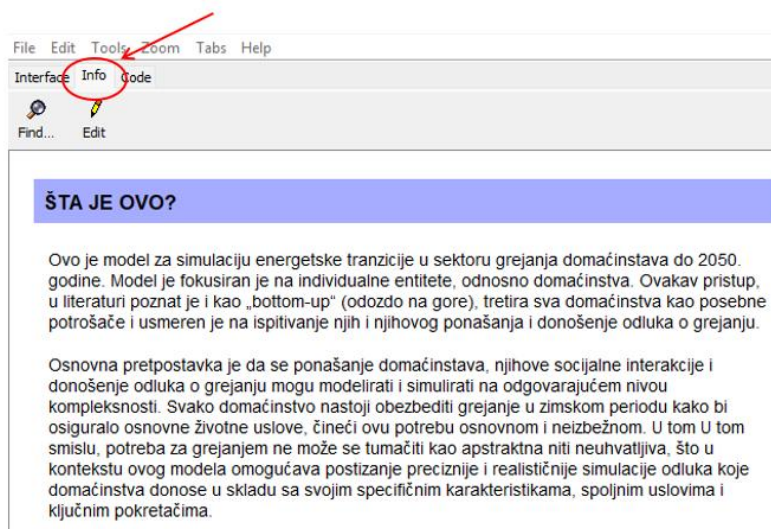 File Edit Tools Zoom Tabs Help
Interface Info Code
Find... Edit
ŠTA JE OVO?
Ovo je model za simulaciju energetske tranzicije u sektoru grejanja domaćinstava do 2050.
godine. Model je fokusiran je na individualne entitete, odnosno domaćinstva. Ovakav pristup,
u literaturi poznat je i kao „bottom-up“ (odozdo na gore), tretira sva domaćinstva kao posebne
potrošače i usmeren je na ispitivanje njih i njihovog ponašanja i donošenje odluka o grejanju.
Osnovna pretpostavka je da se ponašanje domaćinstava, njihove socijalne interakcije i
donošenje odluka o grejanju mogu modelirati i simulirati na odgovarajućem nivou
kompleksnosti. Svako domaćinstvo nastoji obezbediti grejanje u zimskom periodu kako bi
osiguralo osnovne životne uslove, čineći ovu potrebu osnovnom i neizbežnom. U tom U tom
smislu, potreba za grejanjem ne može se tumačiti kao apstraktna niti neuhvatljiva, što u
kontekstu ovog modela omogućava postizanje preciznije i realističnije simulacije odluka koje
domaćinstva donose u skladu sa svojim specifičnim karakteristikama, spoljnim uslovima i
ključnim pokretačima.